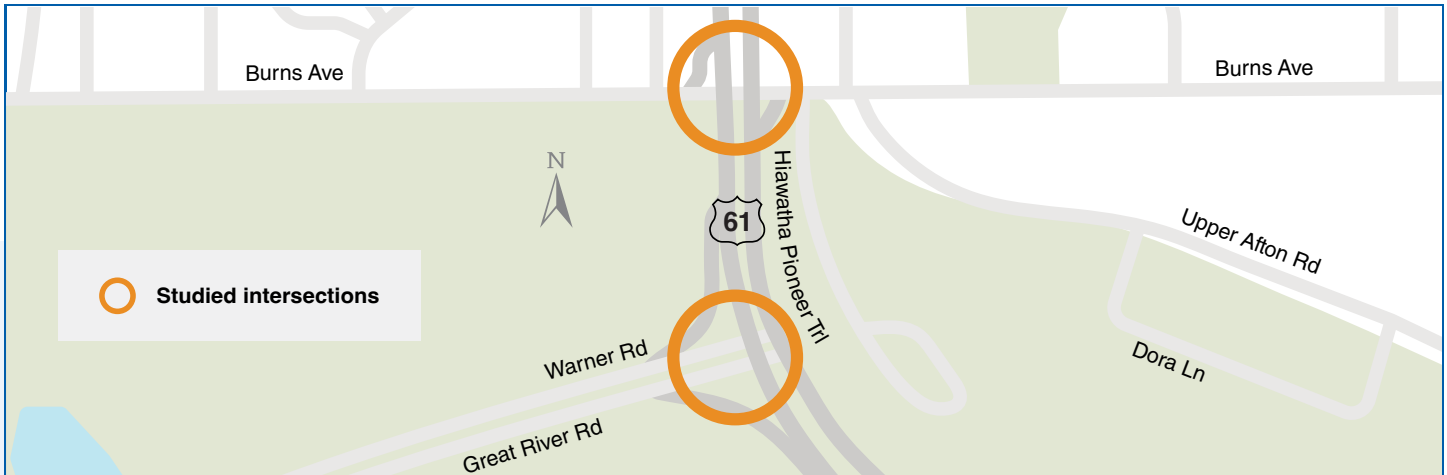 Burns Ave
Burns Ave
N
Hiawatha Pioneer Trl
61
Upper Afton Rd
Studied intersections
Warner Rd
Dora Ln
Great River Rd